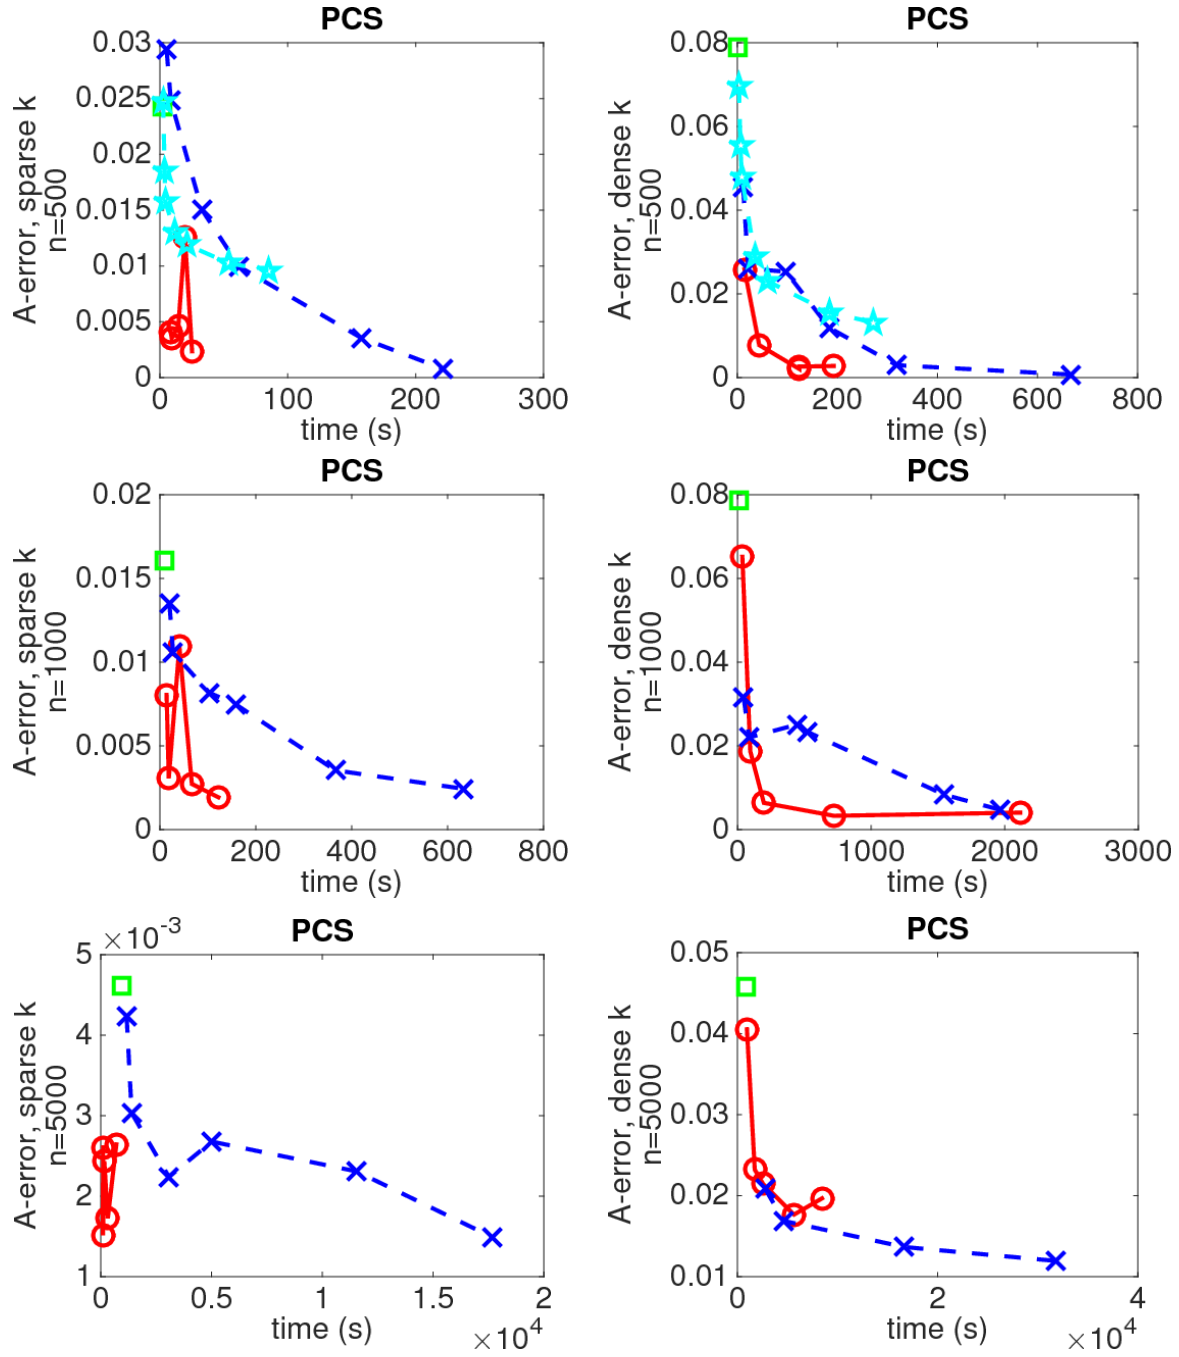 PCS
A-error, sparse k
n=500
0.03
0.025
0.02
0.015
0.01
0.005
0
0 100 200 300
time (s)
PCS
A-error, dense k
n=500
0.08
0.06
0.04
0.02
0
0 200 400 600 800
time (s)
PCS
A-error, sparse k
n=1000
0.02
0.015
0.01
0.005
0
0 200 400 600 800
time (s)
PCS
A-error, dense k
n=1000
0.08
0.06
0.04
0.02
0
0 1000 2000 3000
time (s)
PCS
×10⁻³
A-error, sparse k
n=5000
5
4
3
2
1
0 0.5 1 1.5 2
time (s)
×10⁴
PCS
A-error, dense k
n=5000
0.05
0.04
0.03
0.02
0.01
0 2 4
time (s)
×10⁴